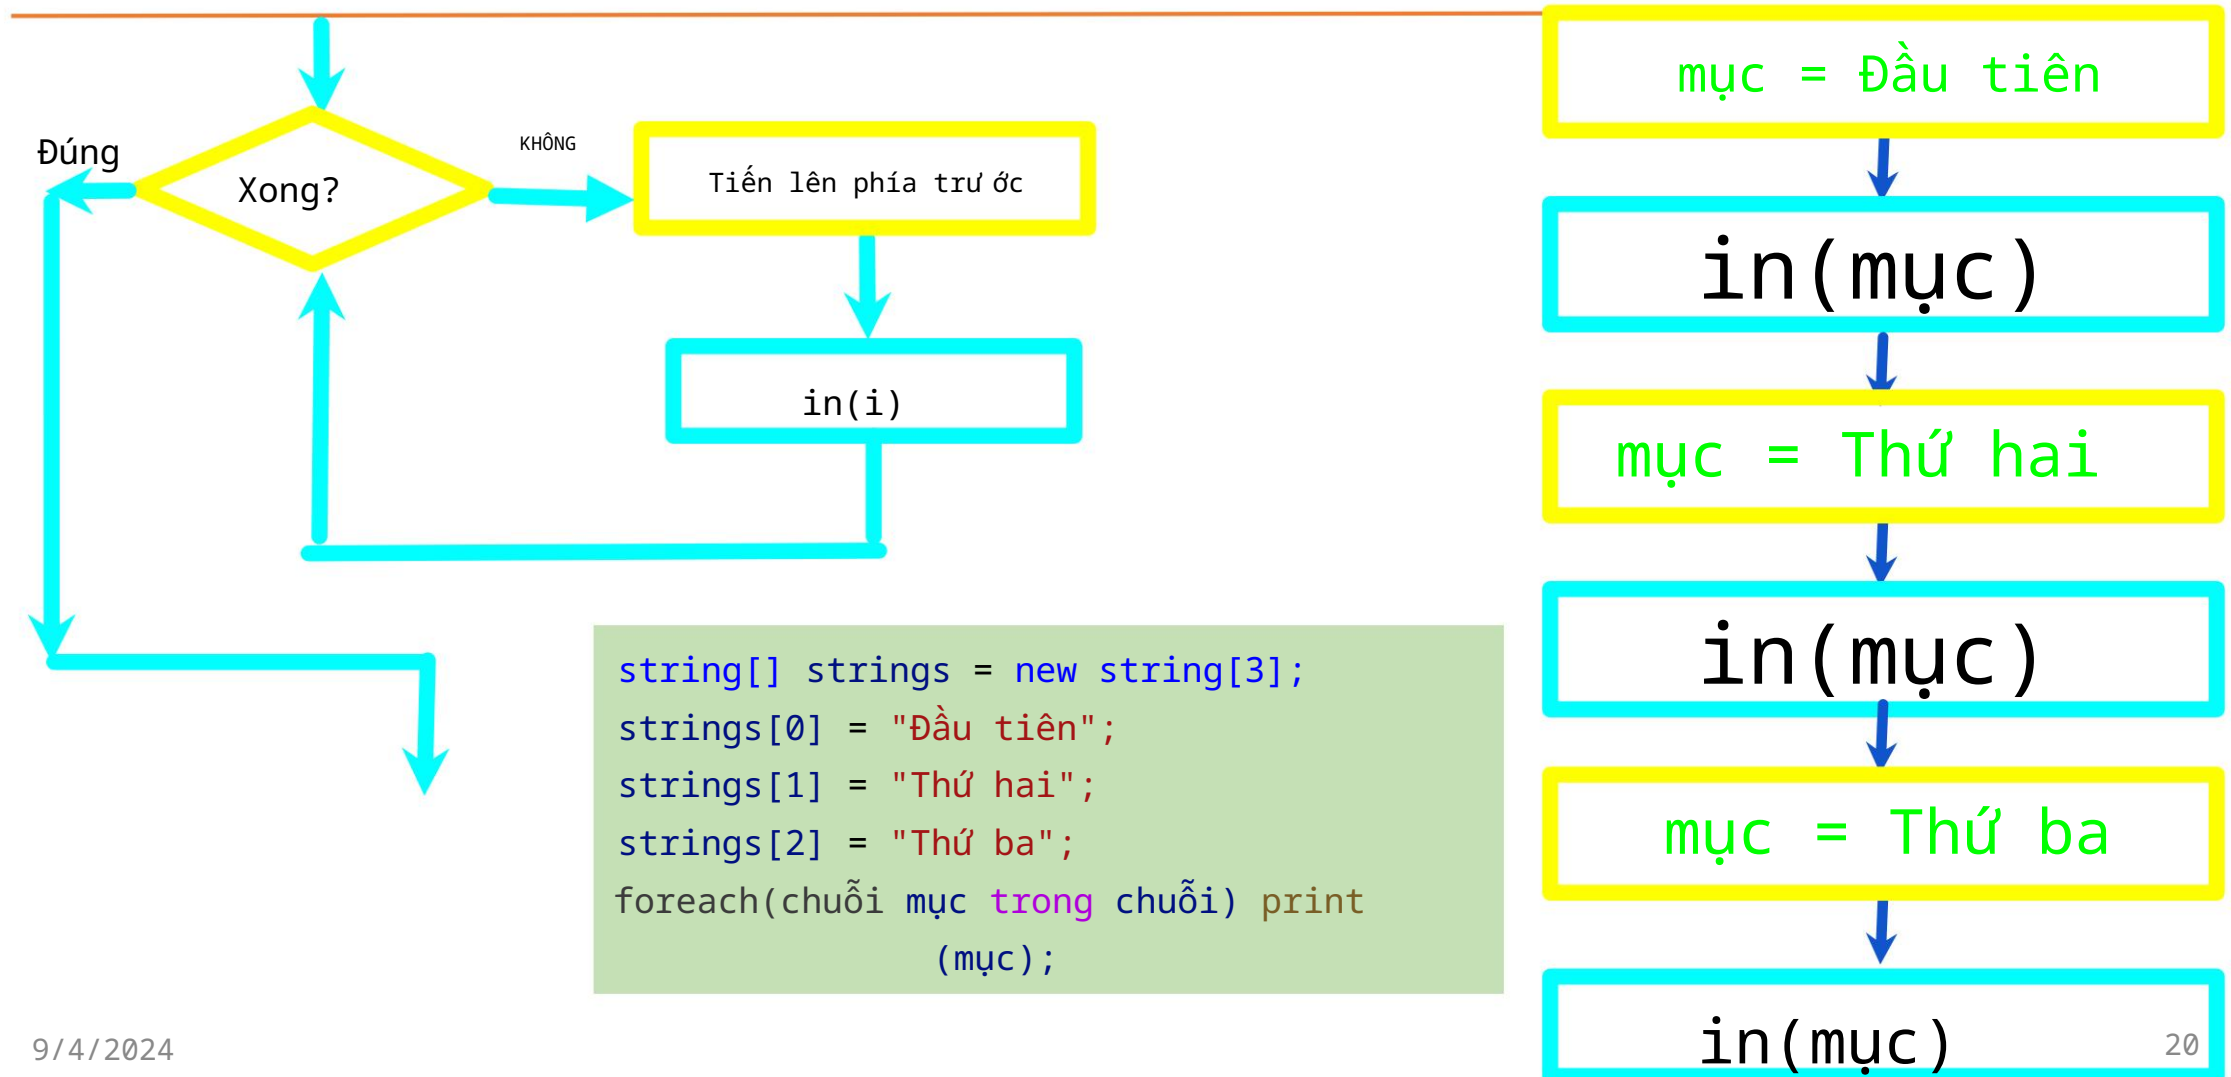 Đúng
Xong?
KHÔNG
Tiến lên phía trước
in(i)
string[] strings = new string[3];
strings[0] = "Đầu tiên";
strings[1] = "Thứ hai";
strings[2] = "Thứ ba";
foreach(chuỗi mục trong chuỗi) print
(mục);
mục = Đầu tiên
in(mục)
mục = Thứ hai
in(mục)
mục = Thứ ba
in(mục)
9/4/2024
20